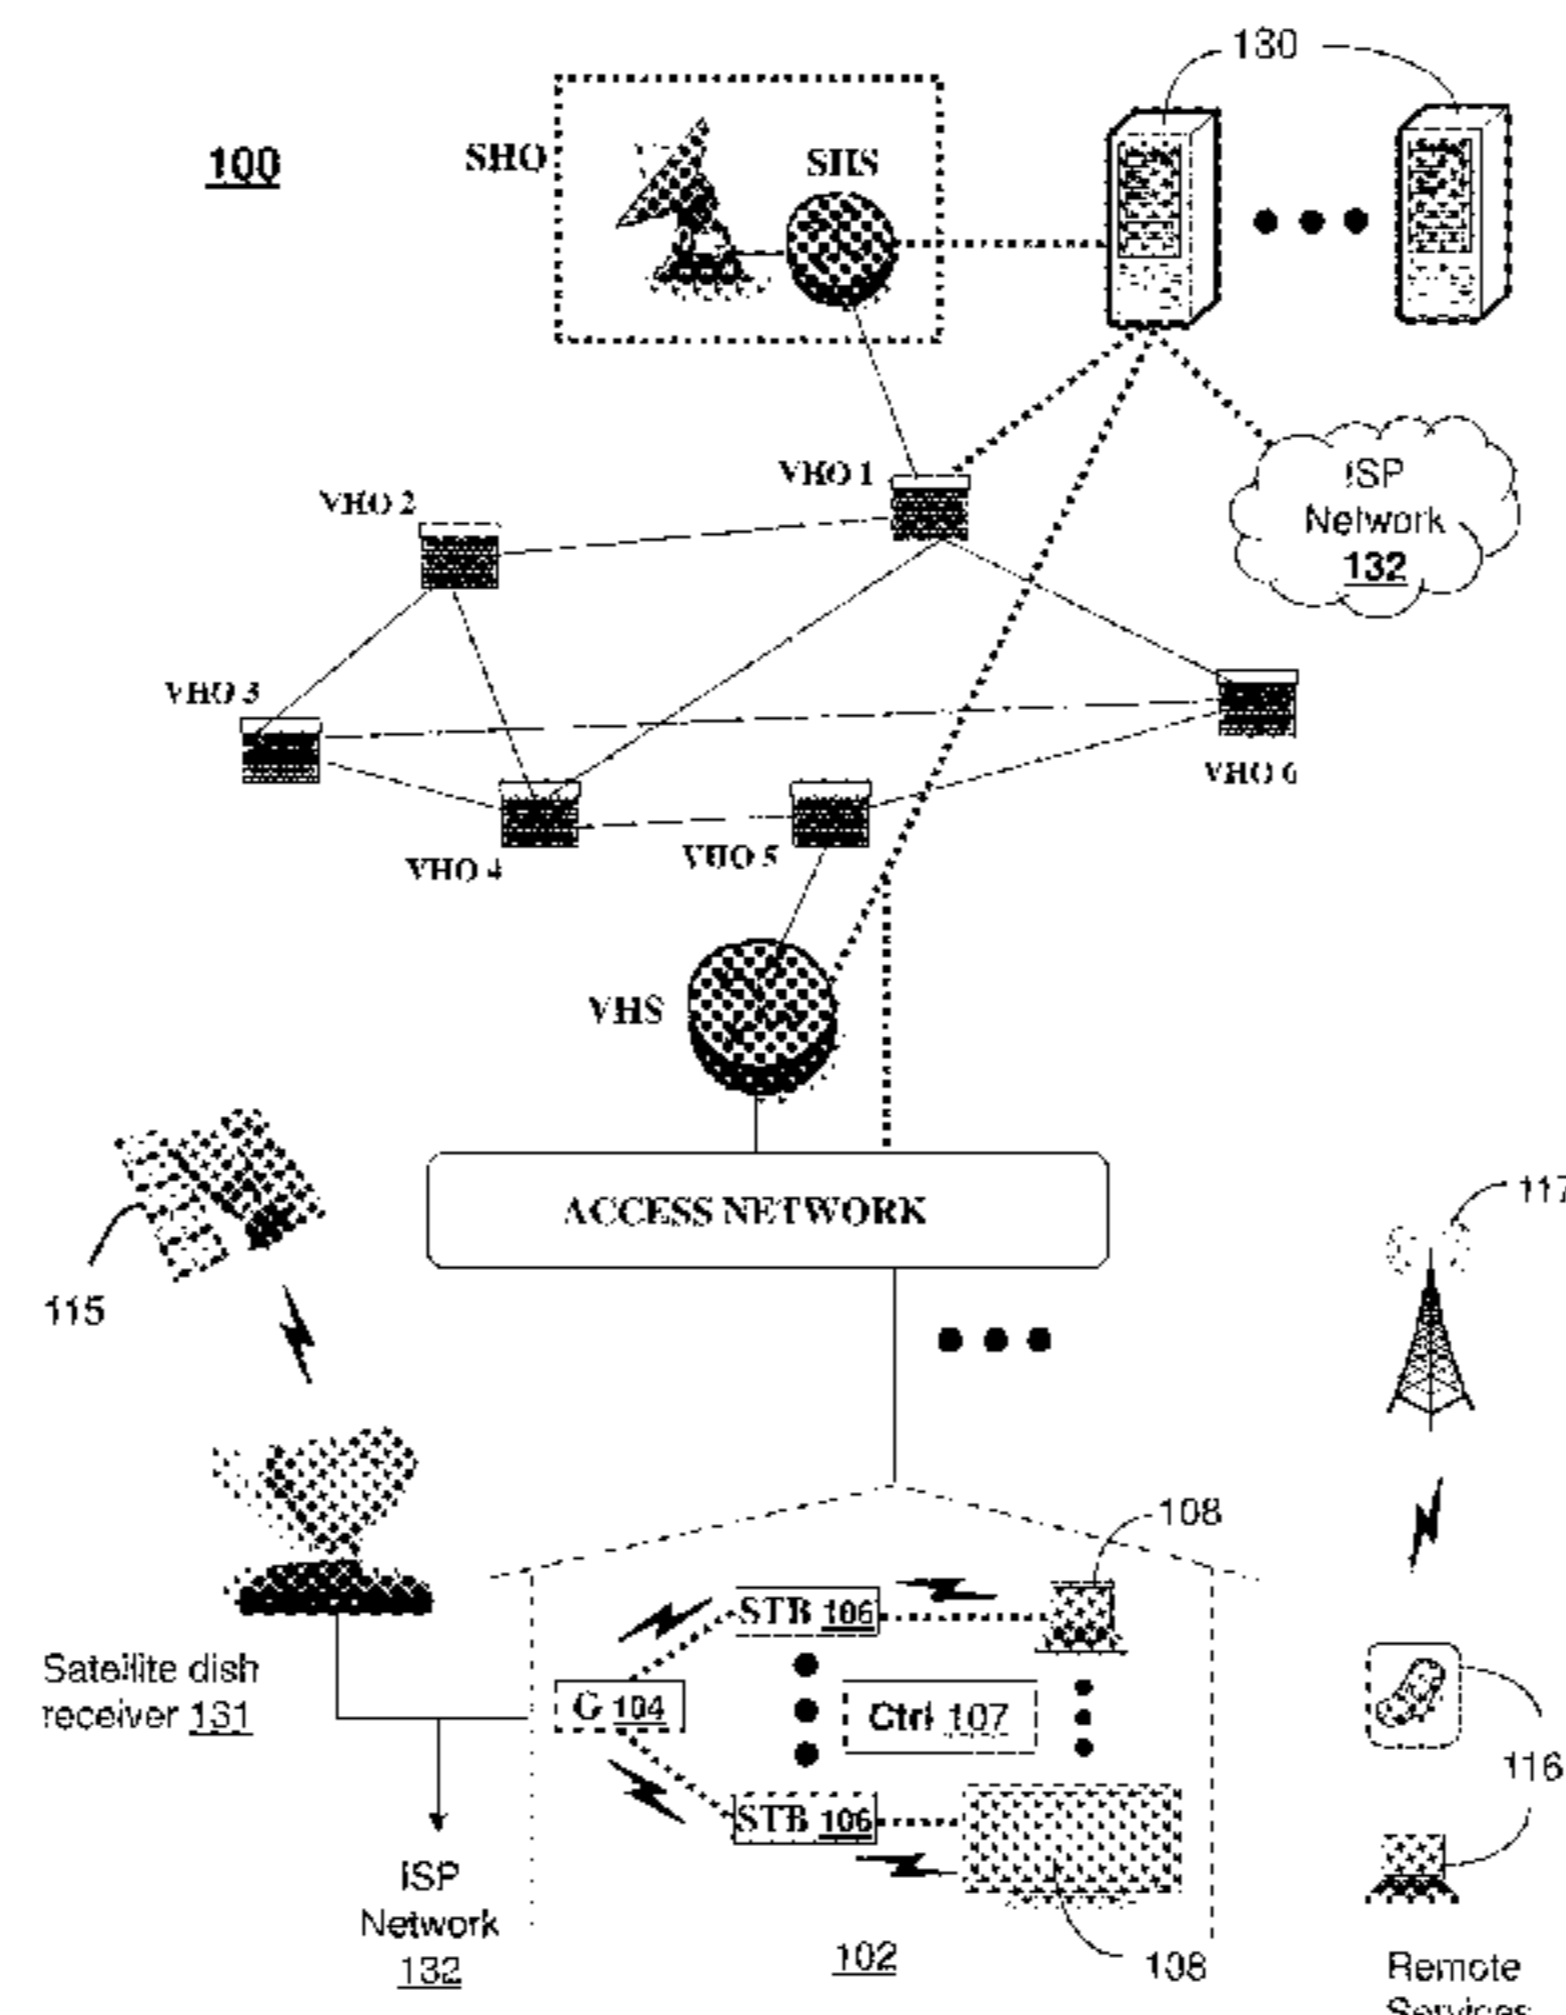 130
100
SHO
SHS
VHO 1
ISP
Network
132
VHO 2
VHO 3
VHO 6
VHO 4
VHO 5
VHS
ACCESS NETWORK
117
115
108
STB 106
Satellite dish
receiver 131
G 104
Ctrl 107
116
STB 106
ISP
Network
132
102
108
Remote
Services